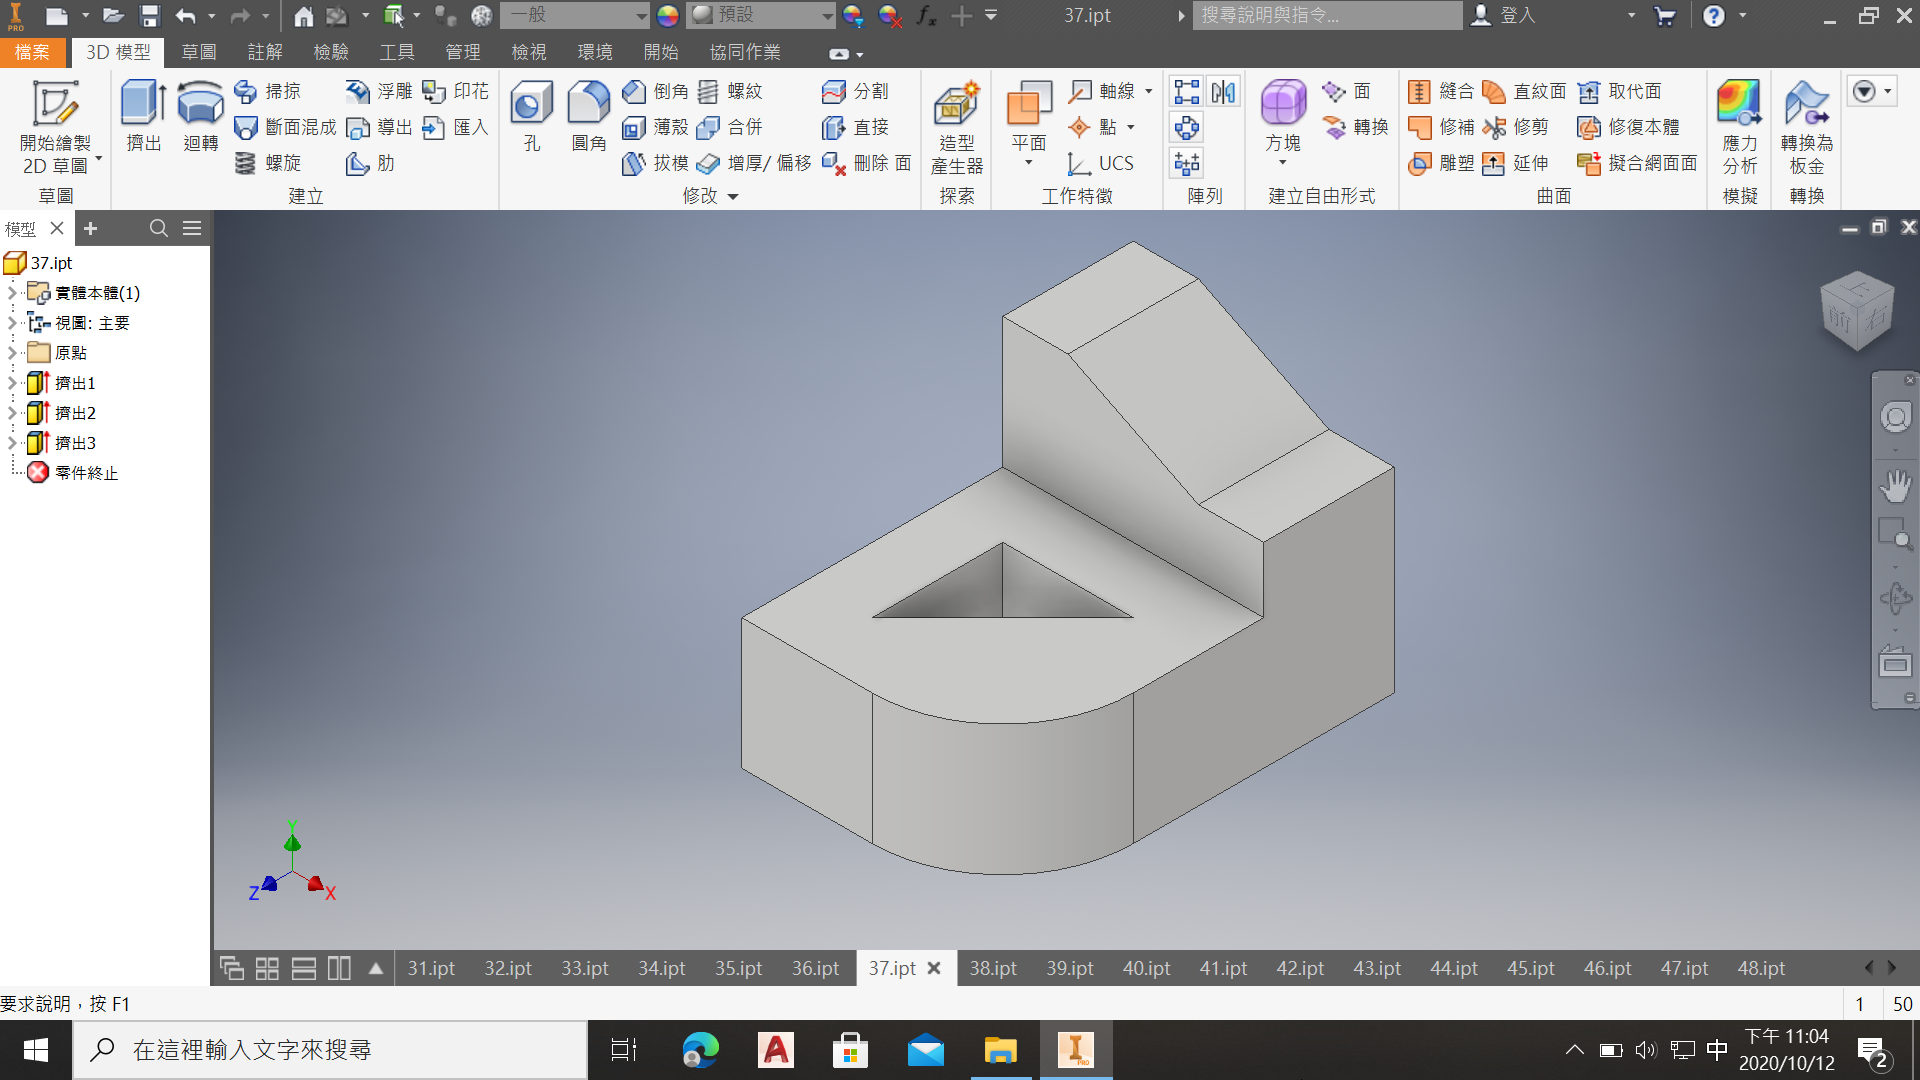 PRO
一般
預設
fx
37.ipt
搜尋說明與指令...
登入
檔案
3D 模型
草圖
註解
檢驗
工具
管理
檢視
環境
開始
協同作業
開始繪製
2D 草圖
草圖
擠出
迴轉
掃掠
斷面混成
螺旋
浮雕
導出
肋
印花
匯入
建立
孔
圓角
倒角
薄殼
拔模
螺紋
合併
增厚/ 偏移
分割
直接
刪除 面
修改
造型
產生器
探索
平面
軸線
點
UCS
工作特徵
陣列
方塊
面
轉換
建立自由形式
縫合
修補
雕塑
直紋面
修剪
延伸
取代面
修復本體
擬合網面面
曲面
應力
分析
模擬
轉換為
板金
轉換
模型
37.ipt
實體本體(1)
視圖: 主要
原點
擠出1
擠出2
擠出3
零件終止
上
前
右
Y
Z
X
31.ipt
32.ipt
33.ipt
34.ipt
35.ipt
36.ipt
37.ipt
38.ipt
39.ipt
40.ipt
41.ipt
42.ipt
43.ipt
44.ipt
45.ipt
46.ipt
47.ipt
48.ipt
要求說明，按 F1
1
50
在這裡輸入文字來搜尋
PRO
中
下午 11:04
2020/10/12
2